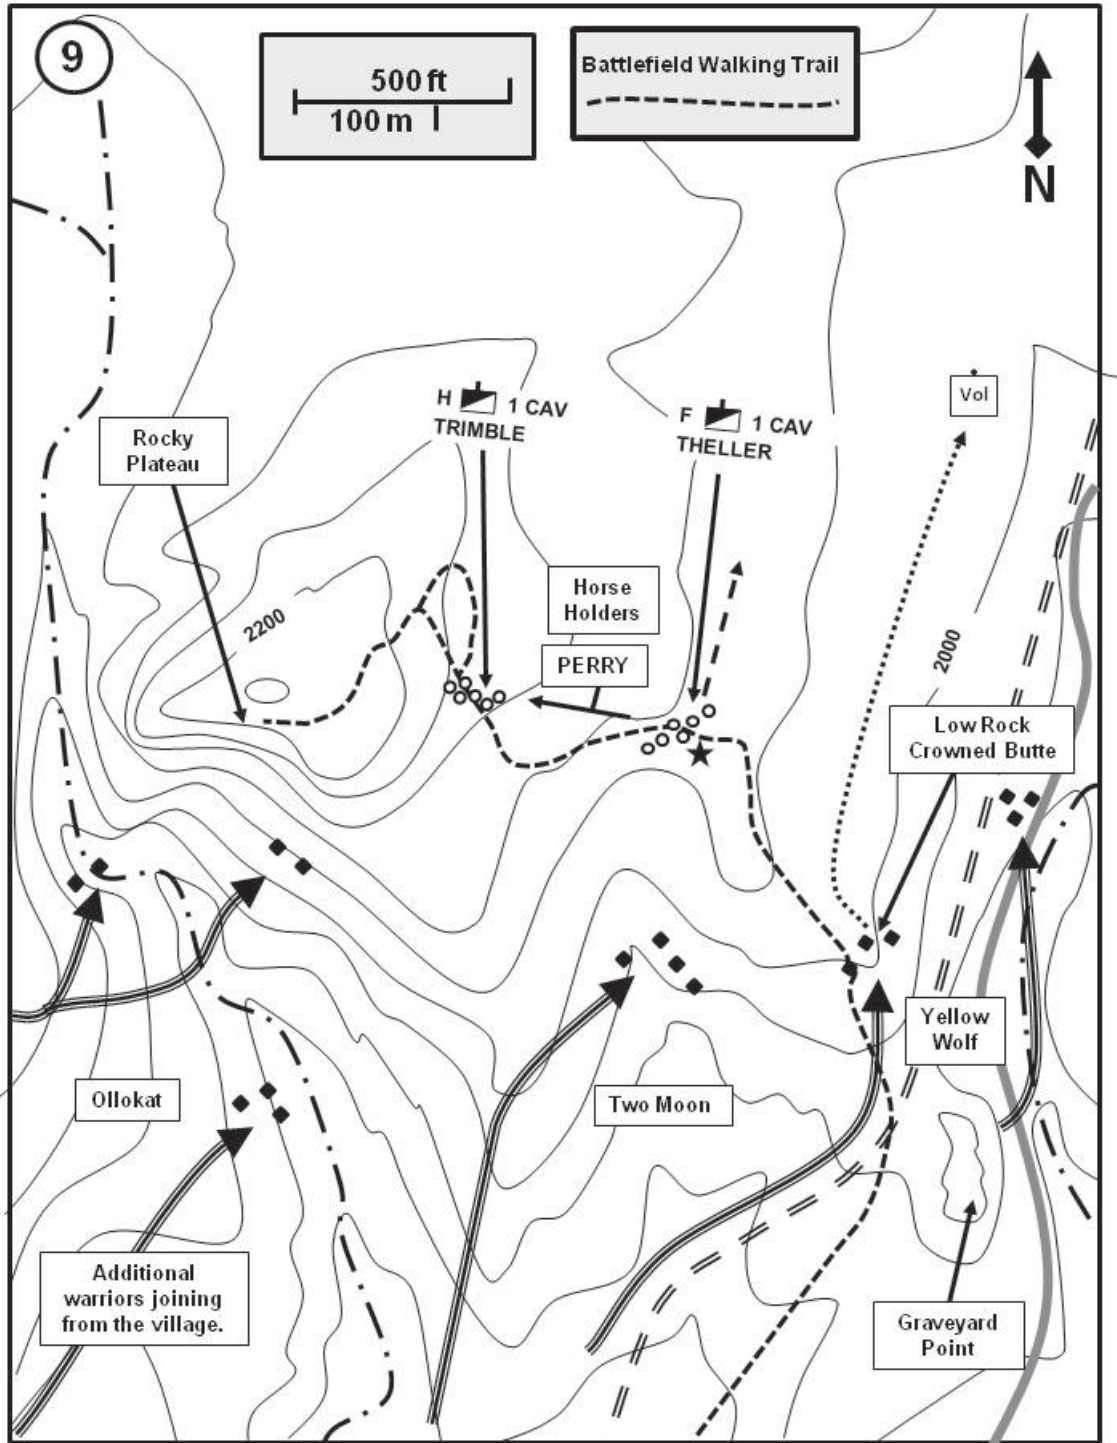 9
500 ft
100 m
Battlefield Walking Trail
N
H 1 CAV
TRIMBLE
F 1 CAV
THELLER
Vol
Rocky
Plateau
Horse
Holders
2200
PERRY
2000
Low Rock
Crowned Butte
Yellow
Wolf
Ollokat
Two Moon
Additional
warriors joining
from the village.
Graveyard
Point